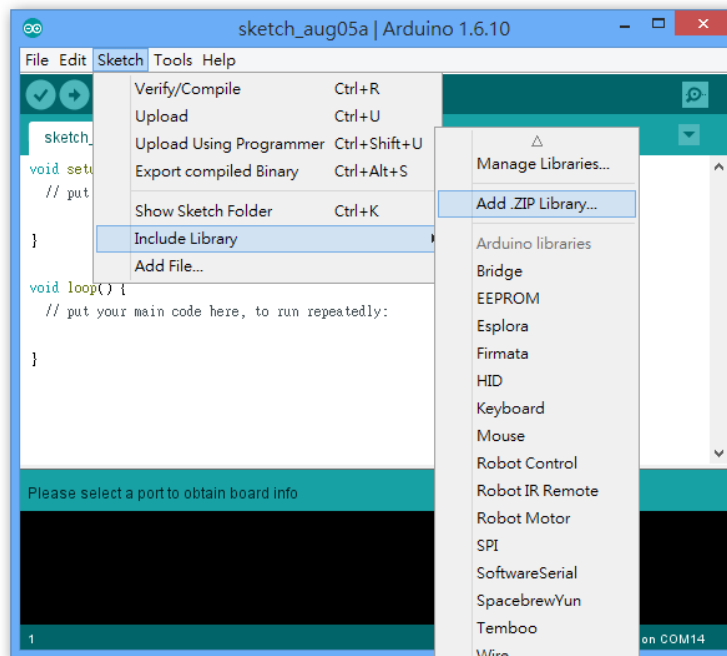 sketch_aug05a | Arduino 1.6.10
File Edit Sketch Tools Help
Verify/Compile Ctrl+R
Upload Ctrl+U
Upload Using Programmer Ctrl+Shift+U
Export compiled Binary Ctrl+Alt+S
Show Sketch Folder Ctrl+K
Include Library
Add File...
Manage Libraries...
Add .ZIP Library...
Arduino libraries
Bridge
EEPROM
Esplora
Firmata
HID
Keyboard
Mouse
Robot Control
Robot IR Remote
Robot Motor
SPI
SoftwareSerial
SpacebrewYun
Temboo
Wire
sketch_
void setu
// put
}
void loop() {
// put your main code here, to run repeatedly:
}
Please select a port to obtain board info
1
on COM14